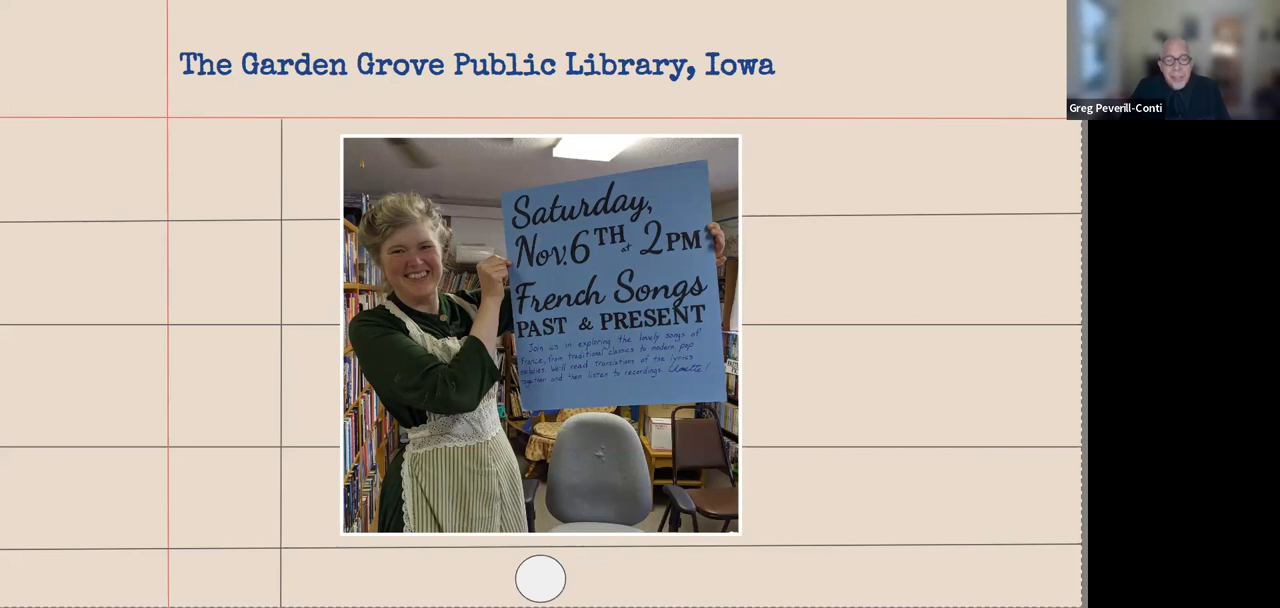 The Garden Grove Public Library, Iowa
Greg Peverill-Conti
Saturday,
Nov. 6TH at 2PM
French Songs
PAST & PRESENT
Join us in exploring the lovely songs of
France, from traditional classics to modern pop
melodies. We'll read translations of the lyrics
together and then listen to recordings.